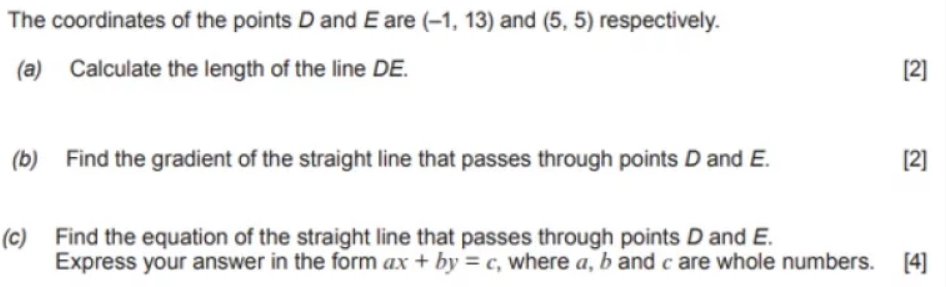 The coordinates of the points D and E are (–1, 13) and (5, 5) respectively.
(a) Calculate the length of the line DE. [2]
(b) Find the gradient of the straight line that passes through points D and E. [2]
(c) Find the equation of the straight line that passes through points D and E.
Express your answer in the form ax + by = c, where a, b and c are whole numbers. [4]